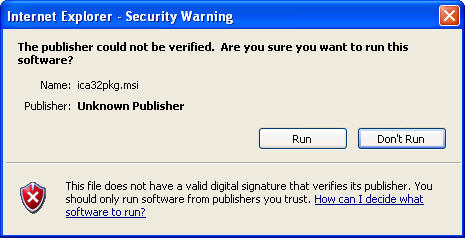 Internet Explorer - Security Warning
The publisher could not be verified.  Are you sure you want to run this
software?
Name: ica32pkg.msi
Publisher: Unknown Publisher
Run Don't Run
This file does not have a valid digital signature that verifies its publisher. You
should only run software from publishers you trust. How can I decide what
software to run?